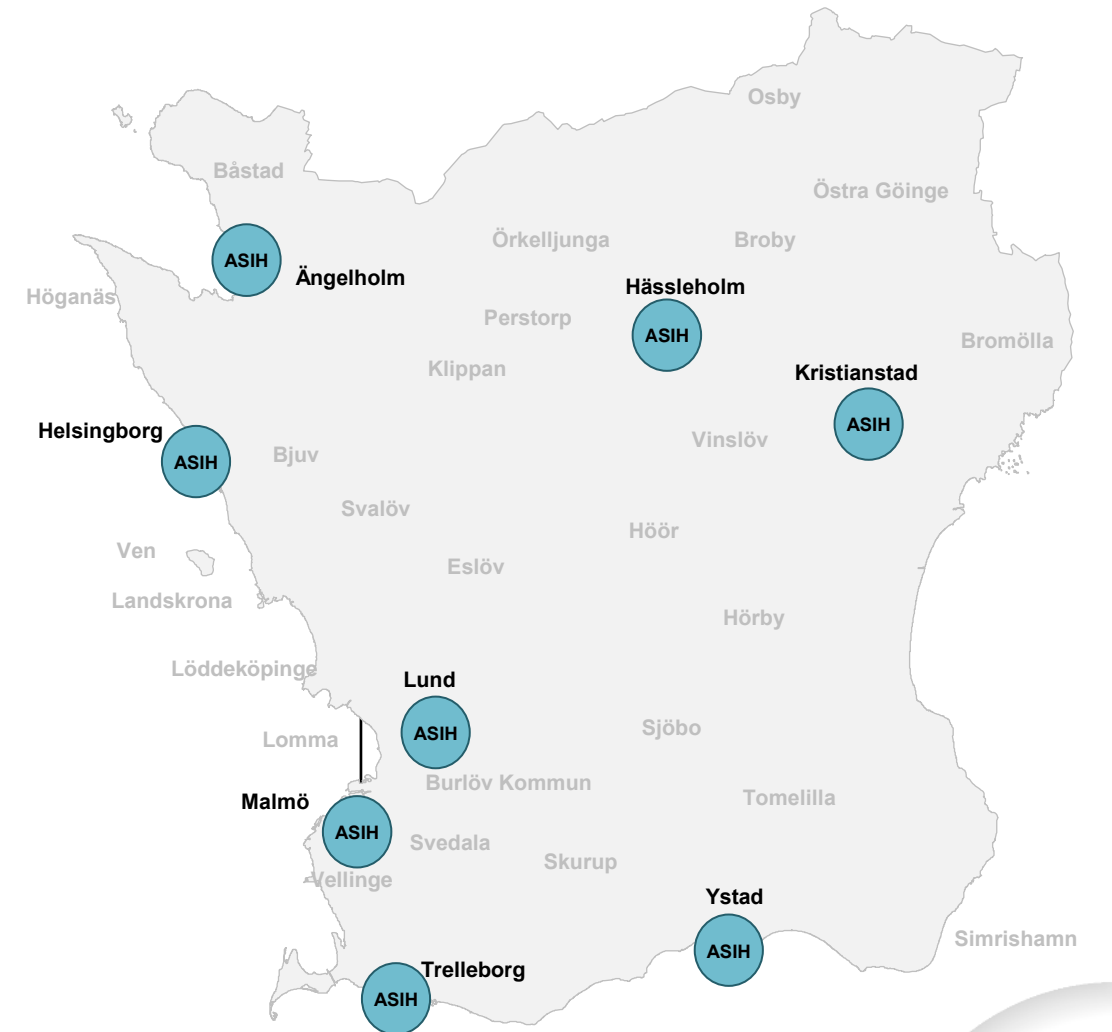 Osby
Båstad
Östra Göinge
Örkelljunga
Broby
ASIH
Ängelholm
Hässleholm
Höganäs
Perstorp
ASIH
Bromölla
Klippan
Kristianstad
ASIH
Helsingborg
Vinslöv
Bjuv
ASIH
Svalöv
Höör
Ven
Eslöv
Landskrona
Hörby
Löddeköpinge
Lund
Sjöbo
ASIH
Lomma
Burlöv Kommun
Tomelilla
Malmö
ASIH
Svedala
Skurup
Vellinge
Ystad
Simrishamn
ASIH
Trelleborg
ASIH